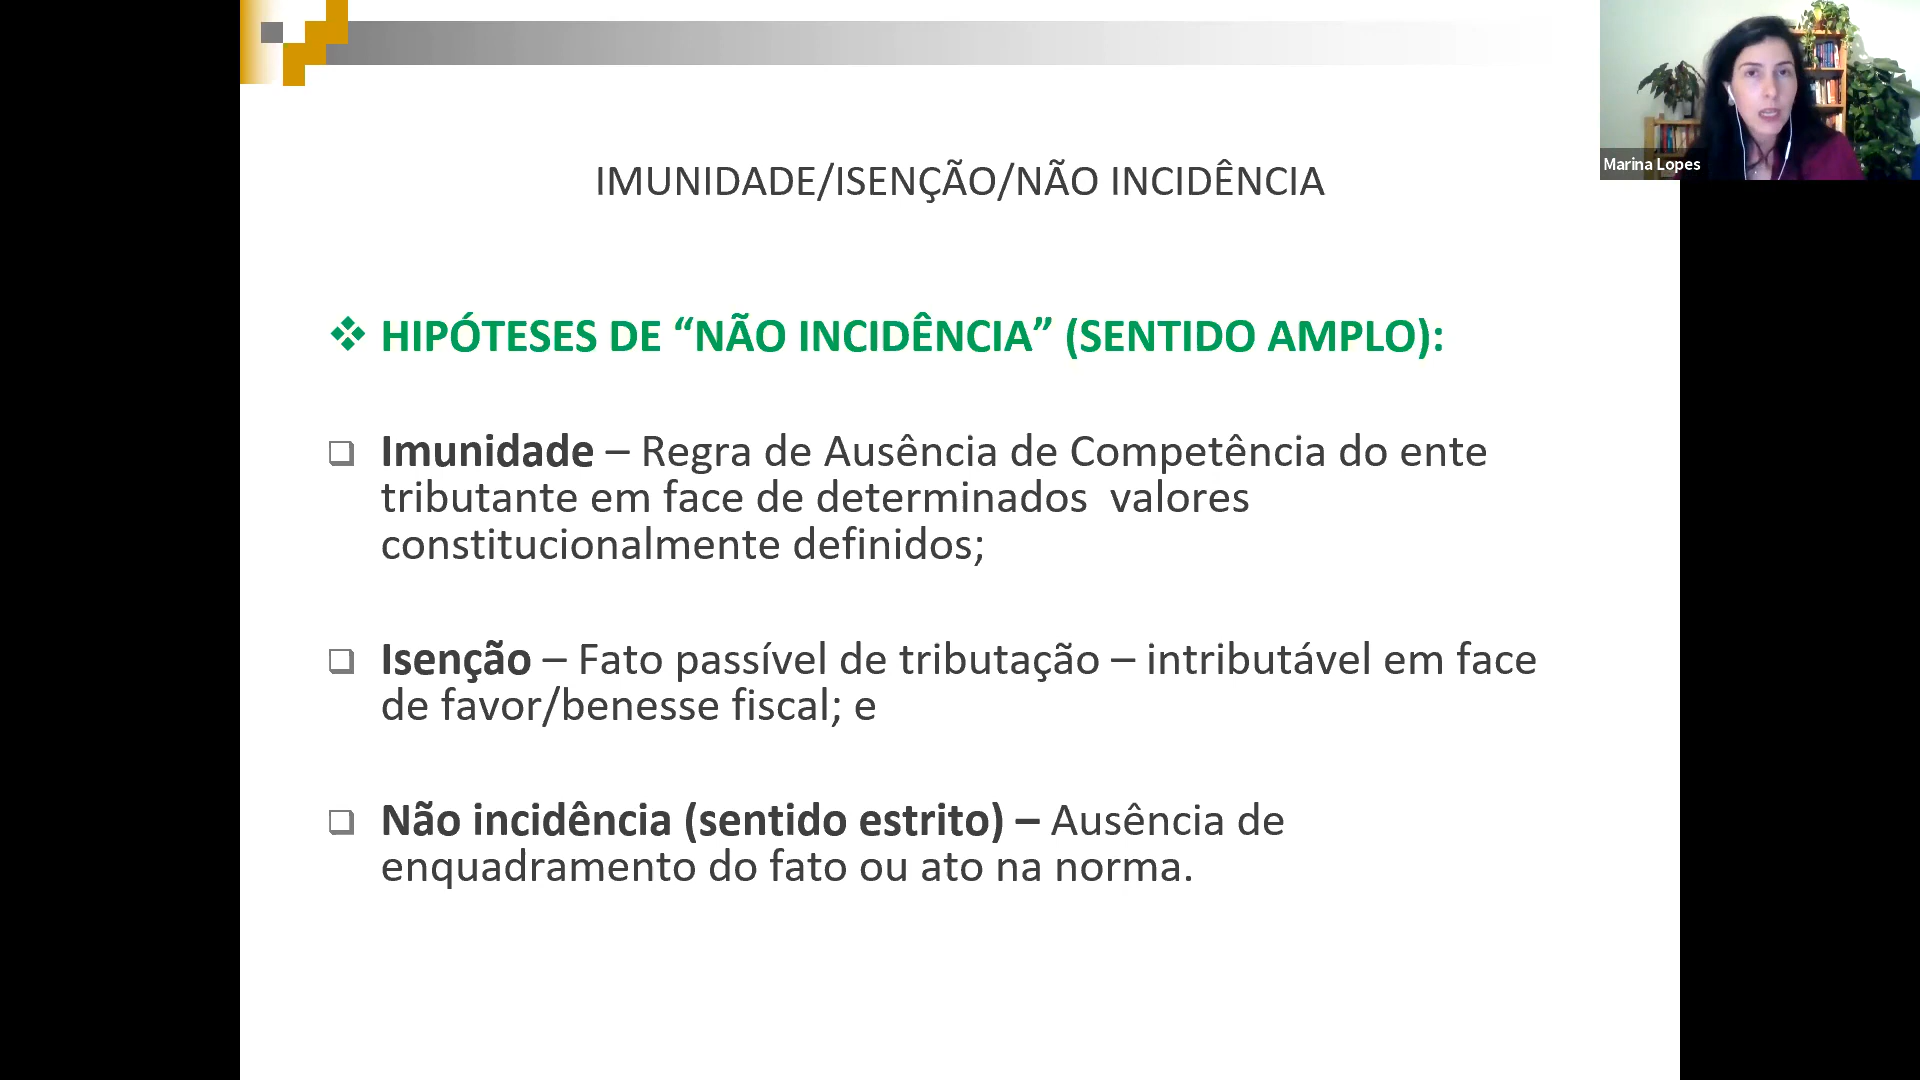 IMUNIDADE/ISENÇÃO/NÃO INCIDÊNCIA
Marina Lopes
HIPÓTESES DE “NÃO INCIDÊNCIA” (SENTIDO AMPLO):
Imunidade – Regra de Ausência de Competência do ente
tributante em face de determinados  valores
constitucionalmente definidos;
Isenção – Fato passível de tributação – intributável em face
de favor/benesse fiscal; e
Não incidência (sentido estrito) – Ausência de
enquadramento do fato ou ato na norma.